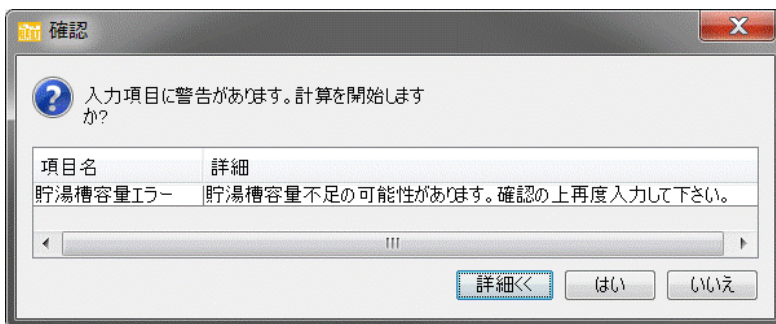 確認
入力項目に警告があります。計算を開始します
か?
項目名 詳細
貯湯槽容量エラー 貯湯槽容量不足の可能性があります。確認の上再度入力して下さい。
詳細<< はい いいえ